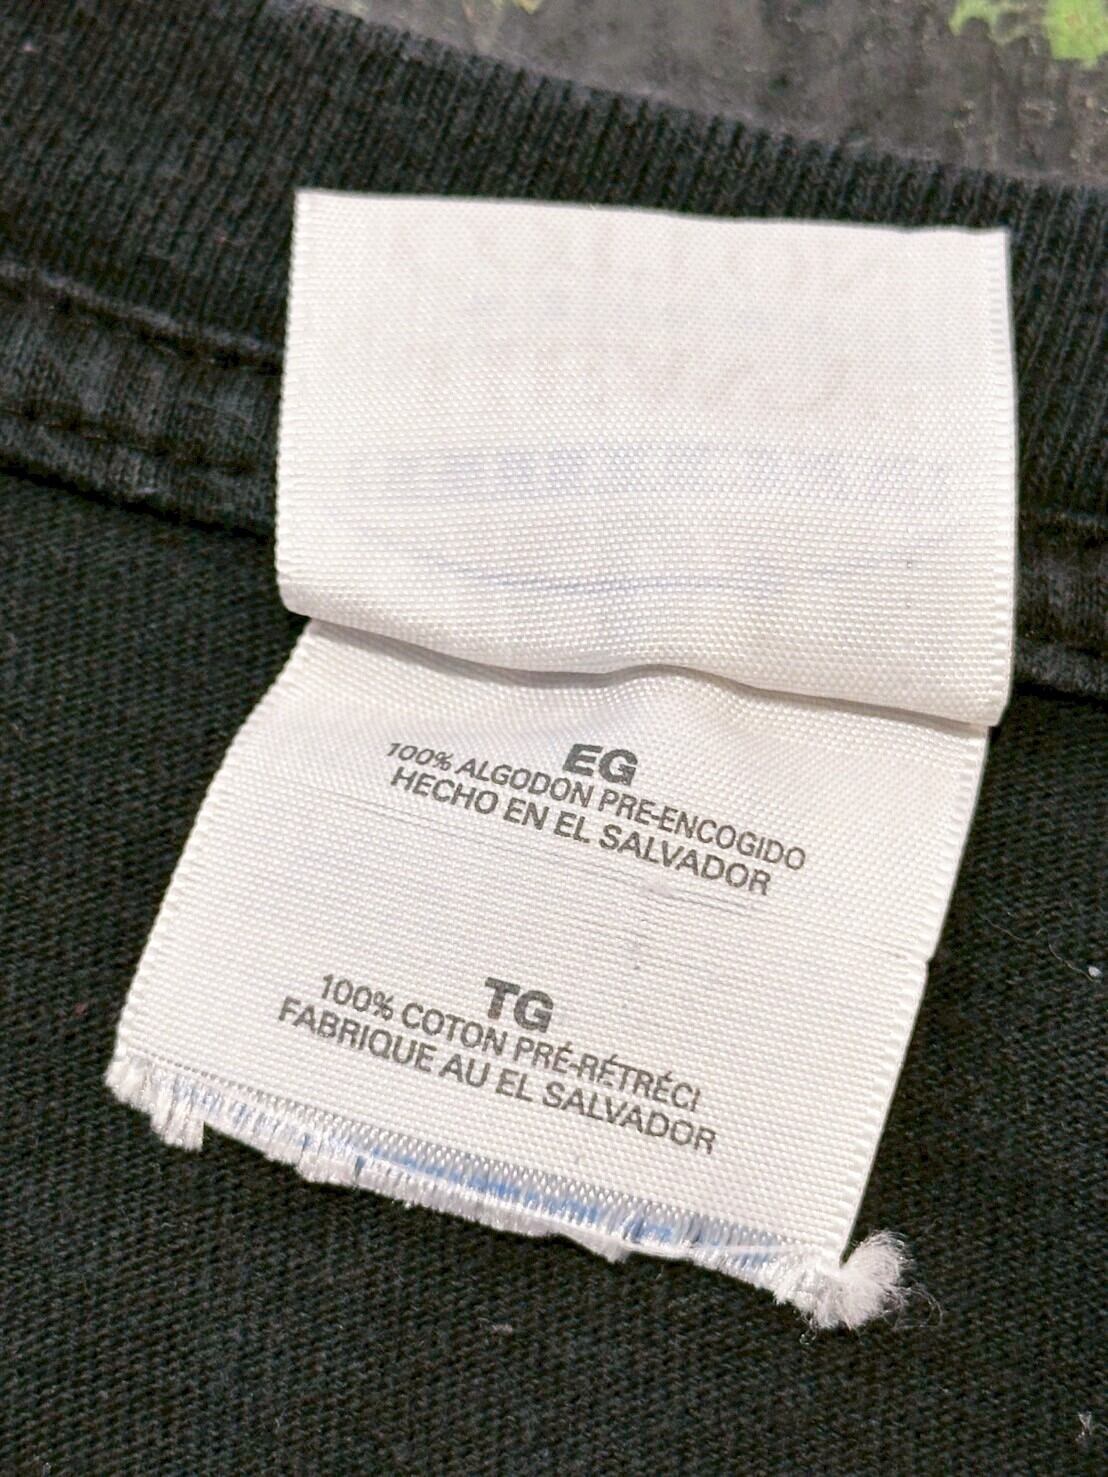 EG
100% ALGODON PRE-ENCOGIDO
HECHO EN EL SALVADOR
TG
100% COTON PRÉ-RÉTRÉCI
FABRIQUE AU EL SALVADOR